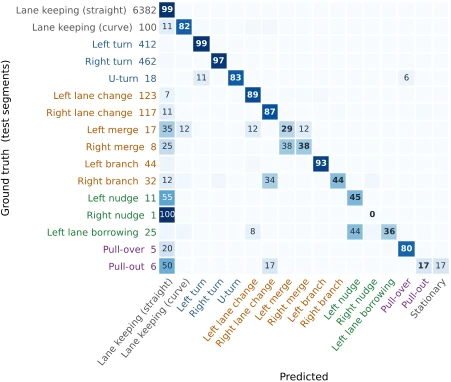 Ground truth (test segments)
Lane keeping (straight) 6382 99
Lane keeping (curve) 100 11 82
Left turn 412 99
Right turn 462 97
U-turn 18 11 83 6
Left lane change 123 7 89
Right lane change 117 11 87
Left merge 17 35 12 12 29 12
Right merge 8 25 38 38
Left branch 44 93
Right branch 32 12 34 44
Left nudge 11 55 45
Right nudge 1 100 0
Left lane borrowing 25 8 44 36
Pull-over 5 20 80
Pull-out 6 50 17 17 17
Lane keeping (straight)
Lane keeping (curve)
Left turn
Right turn
U-turn
Left lane change
Right lane change
Left merge
Right merge
Left branch
Right branch
Left nudge
Right nudge
Left lane borrowing
Pull-over
Pull-out
Stationary
Predicted